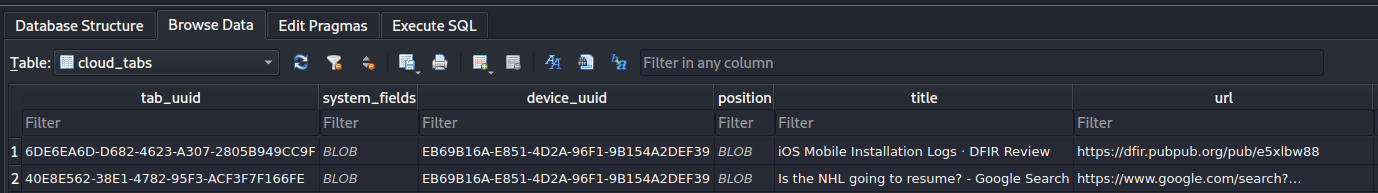 Database Structure Browse Data Edit Pragmas Execute SQL
Table: cloud_tabs Filter in any column
tab_uuid system_fields device_uuid position title url
Filter Filter Filter Filter Filter Filter
1 6DE6EA6D-D682-4623-A307-2805B949CC9F BLOB EB69B16A-E851-4D2A-96F1-9B154A2DEF39 BLOB iOS Mobile Installation Logs · DFIR Review https://dfir.pubpub.org/pub/e5xlbw88
2 40E8E562-38E1-4782-95F3-ACF3F7F166FE BLOB EB69B16A-E851-4D2A-96F1-9B154A2DEF39 BLOB Is the NHL going to resume? - Google Search https://www.google.com/search?…